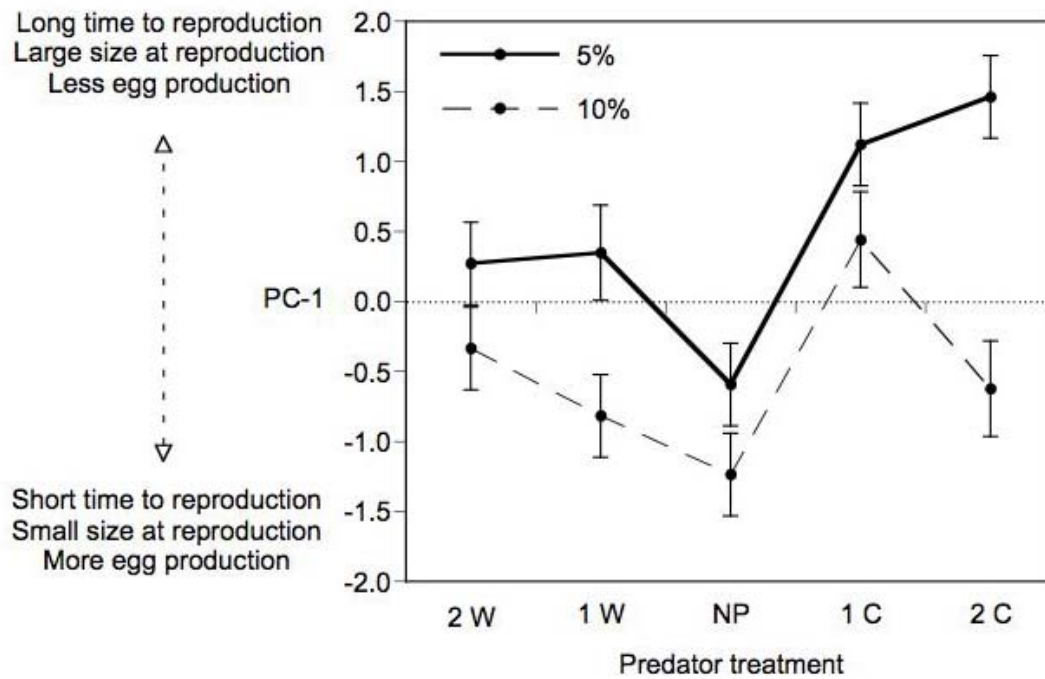 Long time to reproduction
Large size at reproduction
Less egg production
Short time to reproduction
Small size at reproduction
More egg production
PC-1
2.0
1.5
1.0
0.5
0.0
-0.5
-1.0
-1.5
-2.0
5%
10%
2 W 1 W NP 1 C 2 C
Predator treatment